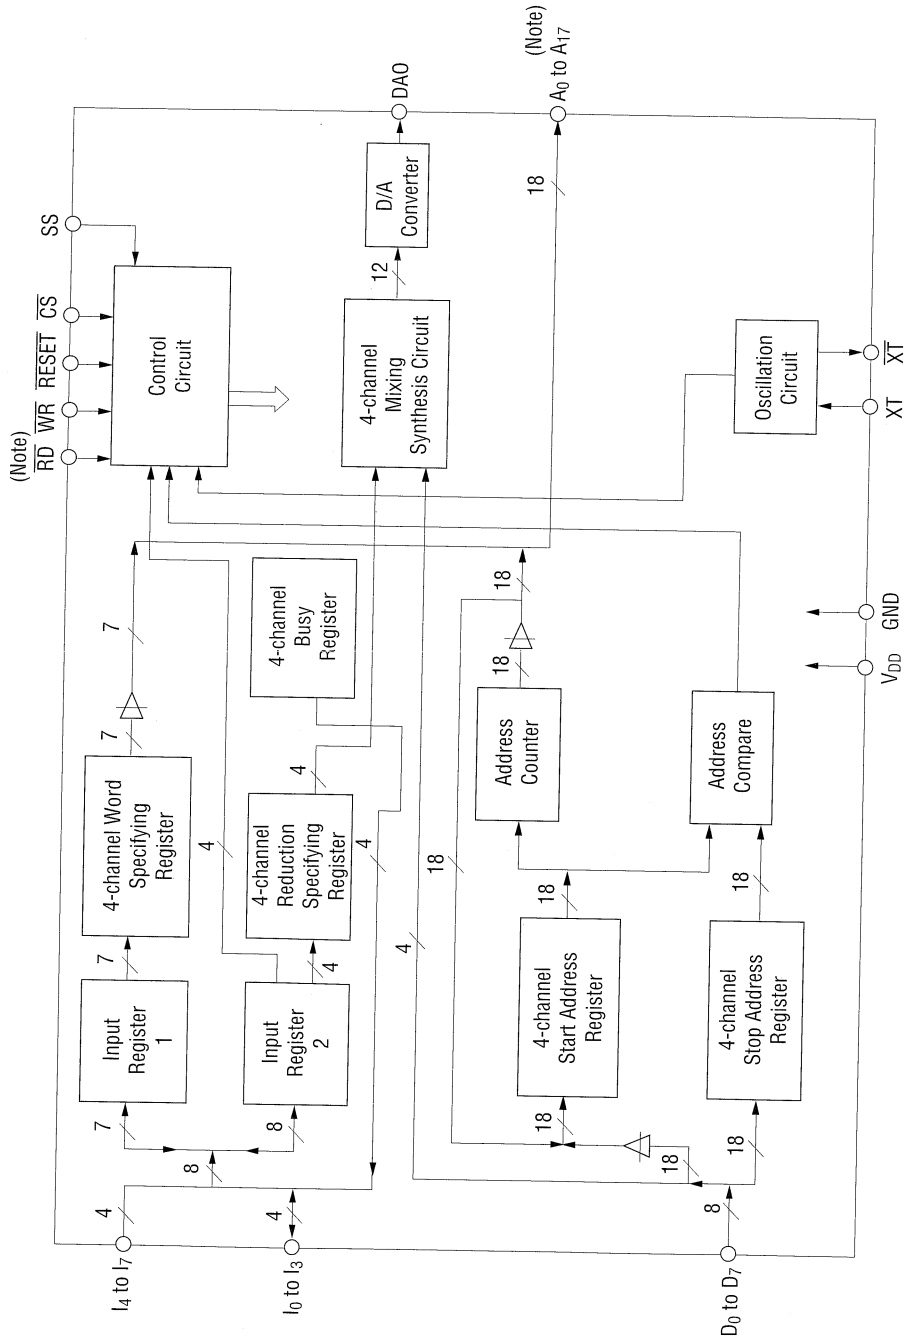 (Note)
RD
WR
RESET
CS
SS
I4 to I7
4
8
7
Input
Register
1
7
4-channel Word
Specifying
Register
7
7
Control
Circuit
I0 to I3
4
8
Input
Register
2
4
4
4-channel
Reduction
Specifying
Register
4
4
4-channel
Busy
Register
4-channel
Mixing
Synthesis Circuit
12
D/A
Converter
DAO
4
18
18
18
4-channel
Start Address
Register
18
Address
Counter
18
18
18
(Note)
A0 to A17
D0 to D7
8
18
4-channel
Stop Address
Register
18
Address
Compare
Oscillation
Circuit
VDD
GND
XT
XT